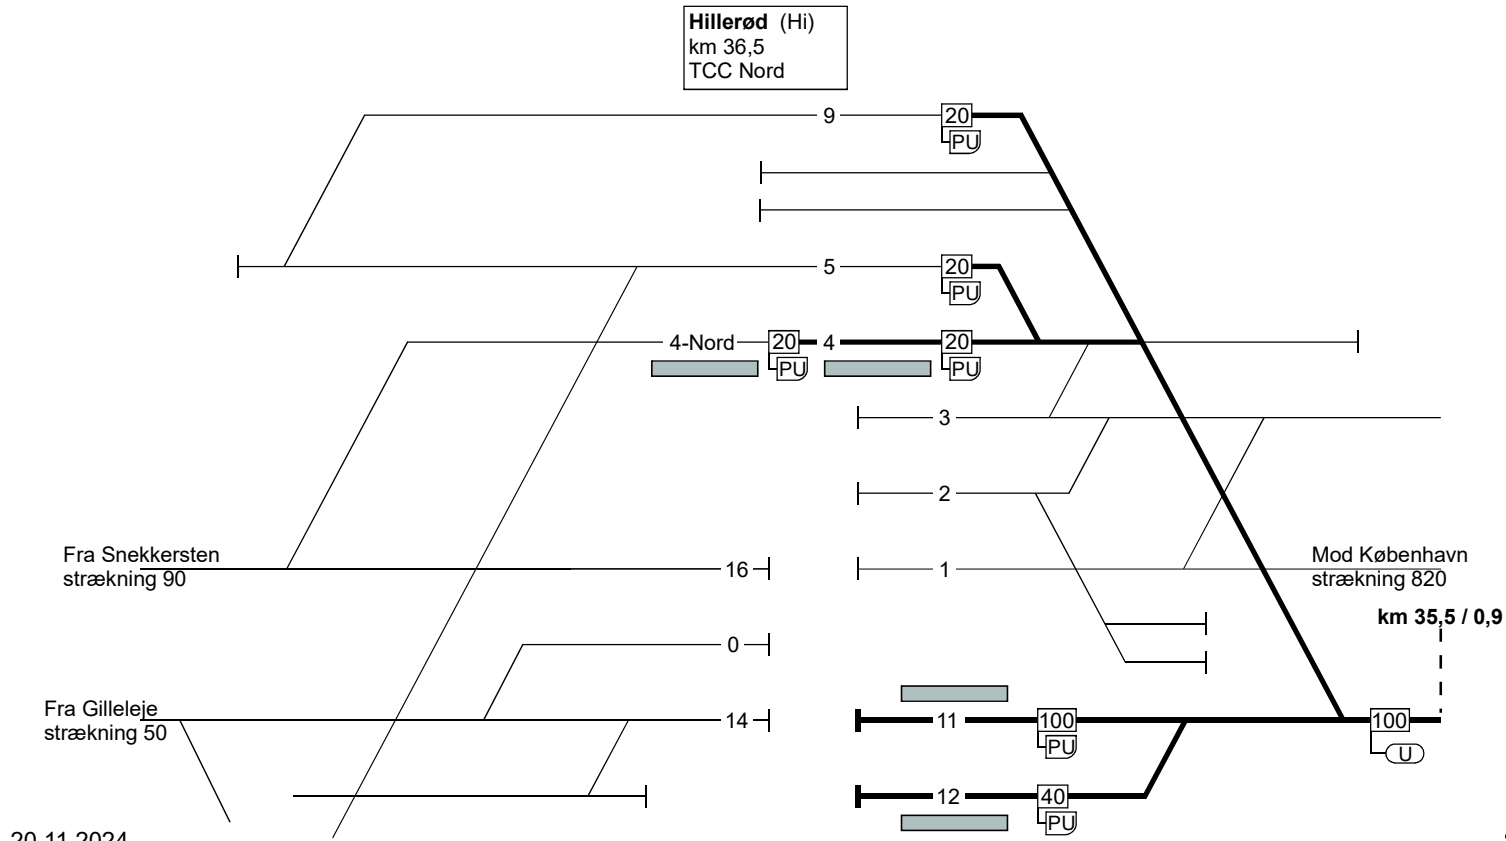 Hillerød (Hi)
km 36,5
TCC Nord
9
20
PU
5
20
PU
4-Nord
20
4
20
PU
PU
3
2
Fra Snekkersten
strækning 90
16
1
Mod København
strækning 820
km 35,5 / 0,9
0
Fra Gilleleje
strækning 50
14
11
100
100
PU
U
12
40
PU
20.11.2024